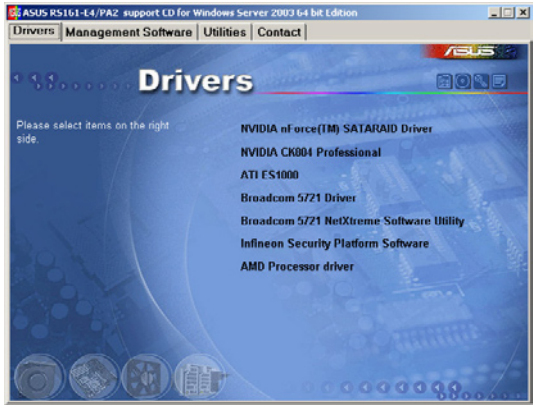 ASUS RS161-E4/PA2 support CD for Windows Server 2003 64 bit Edition
Drivers Management Software Utilities Contact
ASUS
Drivers
Please select items on the right
side.
NVIDIA nForce(TM) SATARAID Driver
NVIDIA CK804 Professional
ATI ES1000
Broadcom 5721 Driver
Broadcom 5721 NetXtreme Software Utility
Infineon Security Platform Software
AMD Processor driver